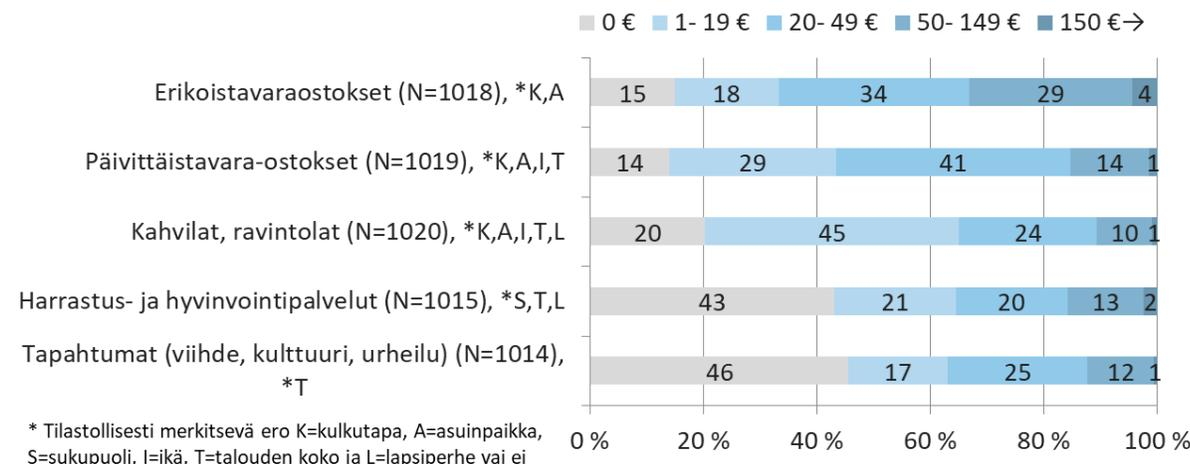 0 € 1- 19 € 20- 49 € 50- 149 € 150 €→
Erikoistavaraostokset (N=1018), *K,A 15 18 34 29 4
Päivittäistavara-ostokset (N=1019), *K,A,I,T 14 29 41 14 1
Kahvilat, ravintolat (N=1020), *K,A,I,T,L 20 45 24 10 1
Harrastus- ja hyvinvointipalvelut (N=1015), *S,T,L 43 21 20 13 2
Tapahtumat (viihde, kulttuuri, urheilu) (N=1014),
*T 46 17 25 12 1
0 % 20 % 40 % 60 % 80 % 100 %
* Tilastollisesti merkitsevä ero K=kulkutapa, A=asuinpaikka,
S=sukupuoli, I=ikä, T=talouden koko ja L=lapsiperhe vai ei